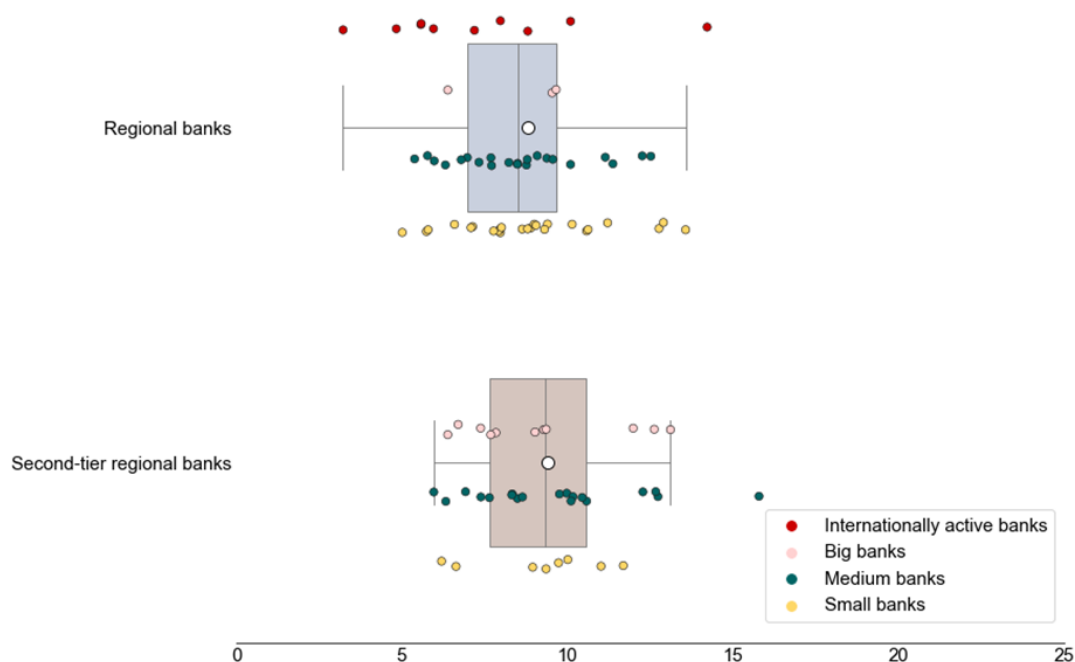 Regional banks
Second-tier regional banks
Internationally active banks
Big banks
Medium banks
Small banks
0 5 10 15 20 25